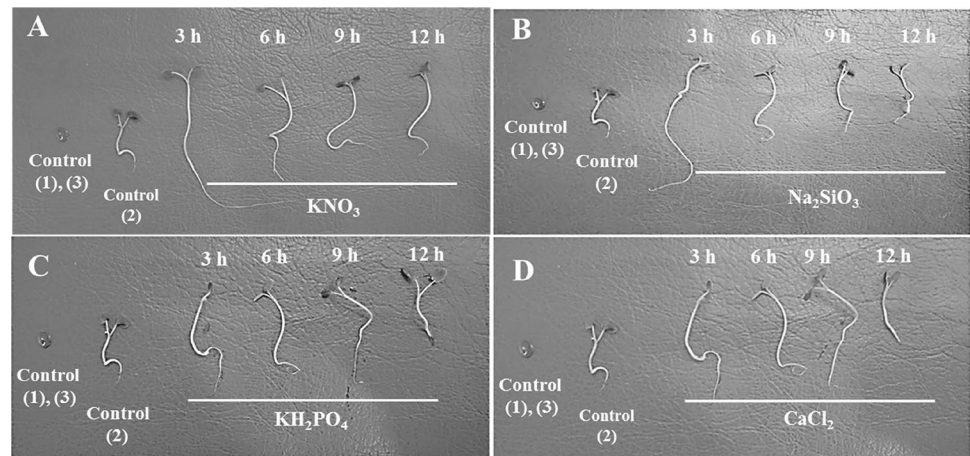 A
3 h 6 h 9 h 12 h
Control
(1), (3)
Control
(2)
KNO₃
B
3 h 6 h 9 h 12 h
Control
(1), (3)
Control
(2)
Na₂SiO₃
C
3 h 6 h 9 h 12 h
Control
(1), (3)
Control
(2)
KH₂PO₄
D
3 h 6 h 9 h 12 h
Control
(1), (3)
Control
(2)
CaCl₂